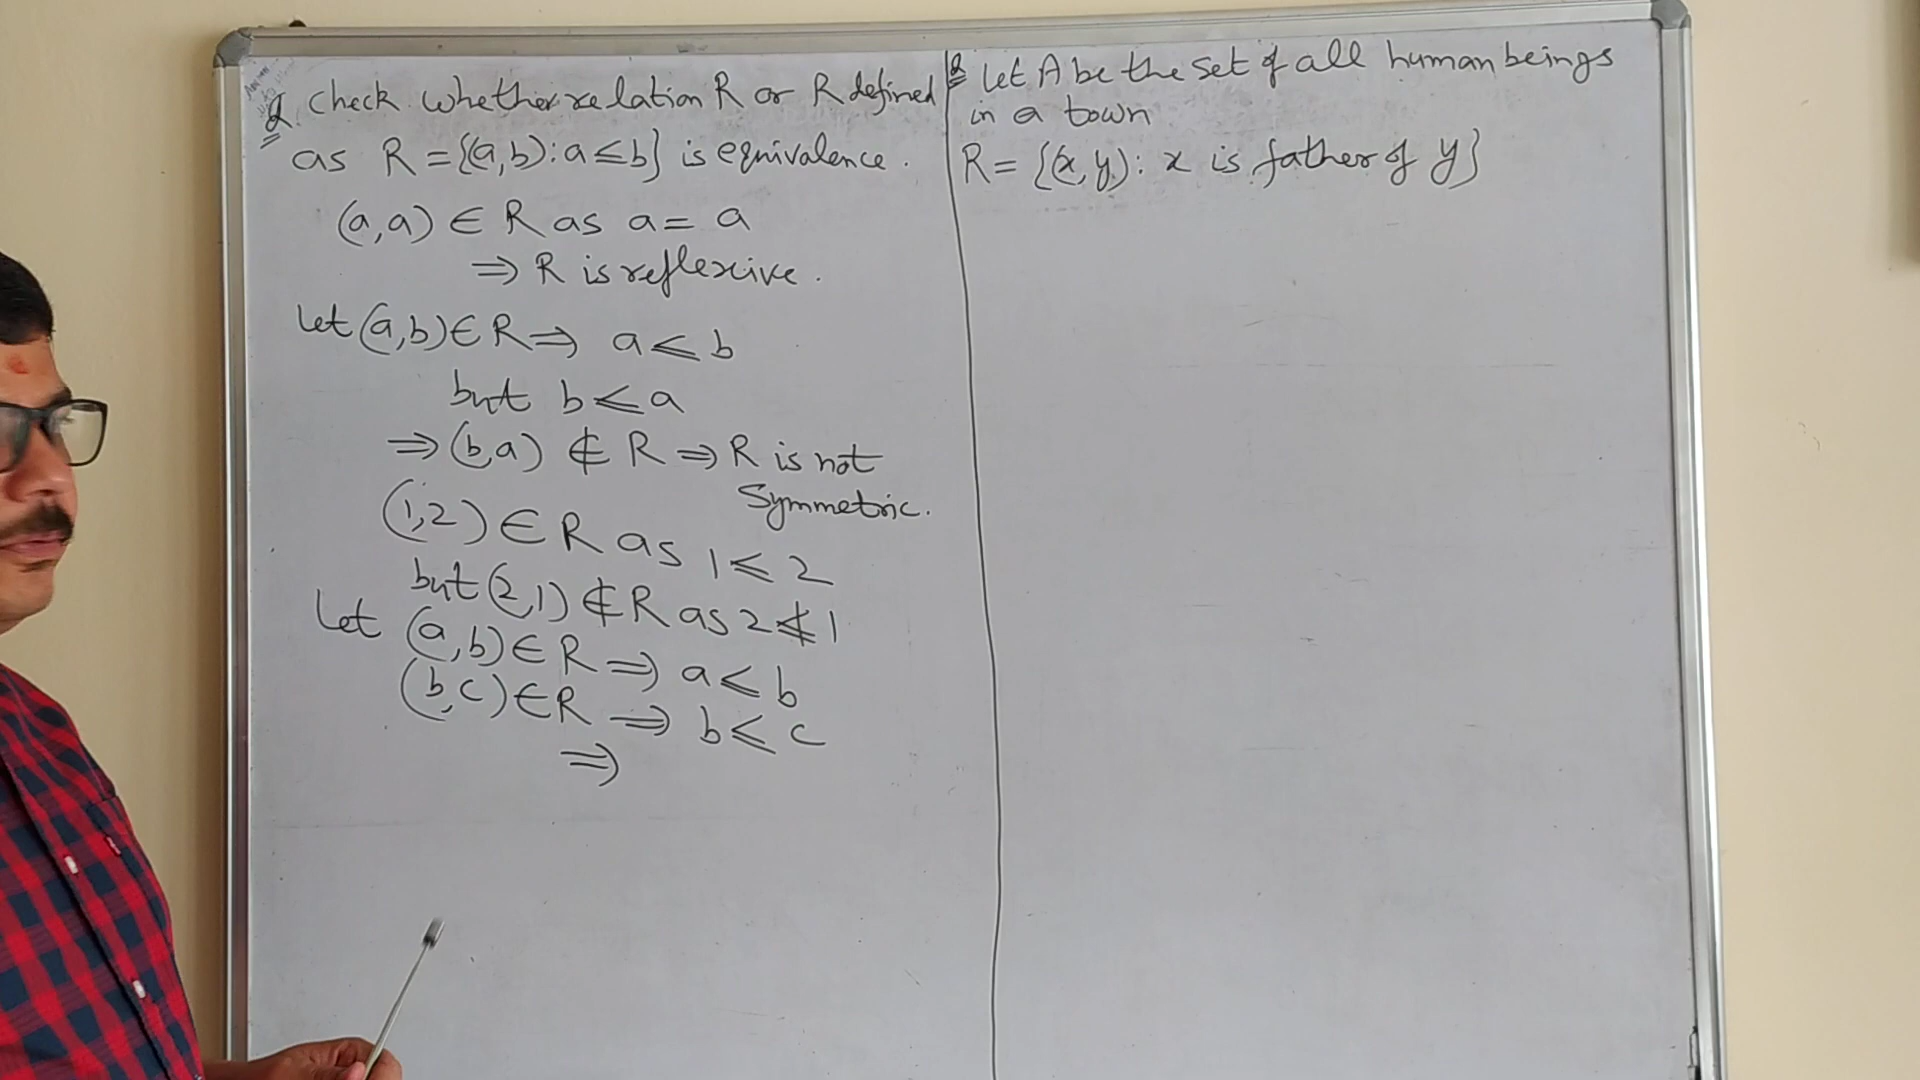 Q. Check whether relation R or R defined
as R = {(a,b): a ≤ b} is equivalence.
(a,a) ∈ R as a = a
⇒ R is reflexive.
Let (a,b) ∈ R ⇒ a ≤ b
but b ≤ a
⇒ (b,a) ∉ R ⇒ R is not
Symmetric.
(1,2) ∈ R as 1 ≤ 2
but (2,1) ∉ R as 2 ≰ 1
Let (a,b) ∈ R ⇒ a ≤ b
(b,c) ∈ R ⇒ b ≤ c
⇒
Q Let A be the set of all human beings
in a town
R = {(x,y): x is father of y}